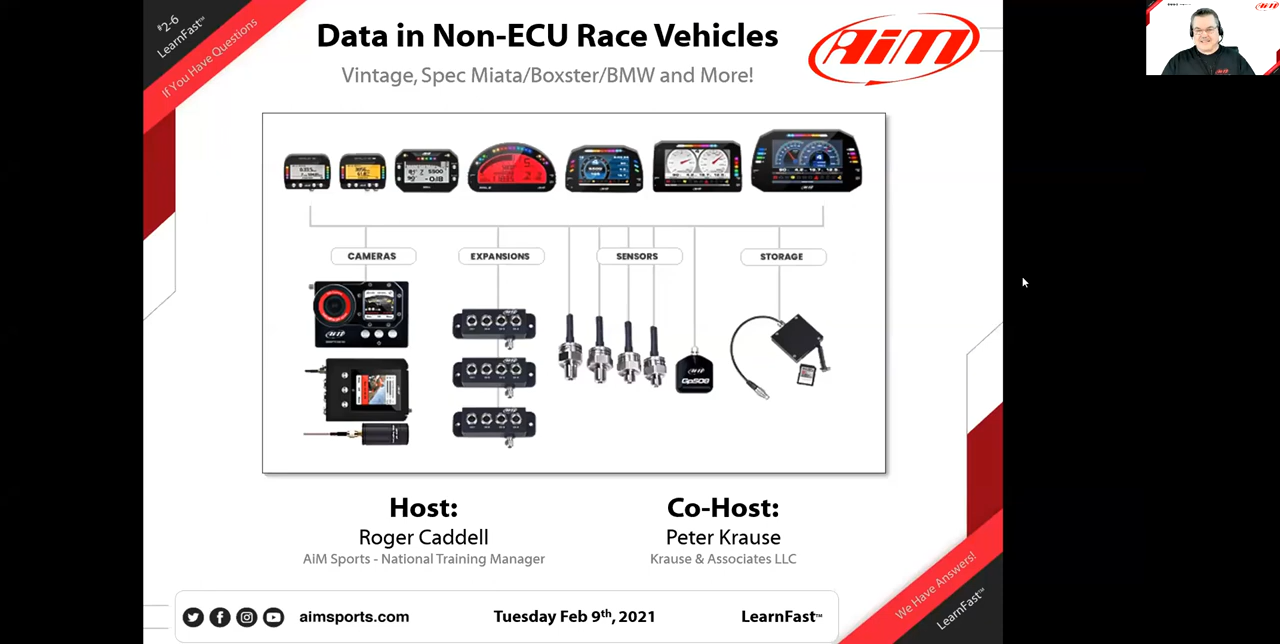 #2-6
LearnFast™
If You Have Questions
Data in Non-ECU Race Vehicles
Vintage, Spec Miata/Boxster/BMW and More!
AiM
CAMERAS
EXPANSIONS
SENSORS
STORAGE
GpS08
Host:
Roger Caddell
AiM Sports - National Training Manager
Co-Host:
Peter Krause
Krause & Associates LLC
aimsports.com
Tuesday Feb 9th, 2021
LearnFast™
We Have Answers!
LearnFast™